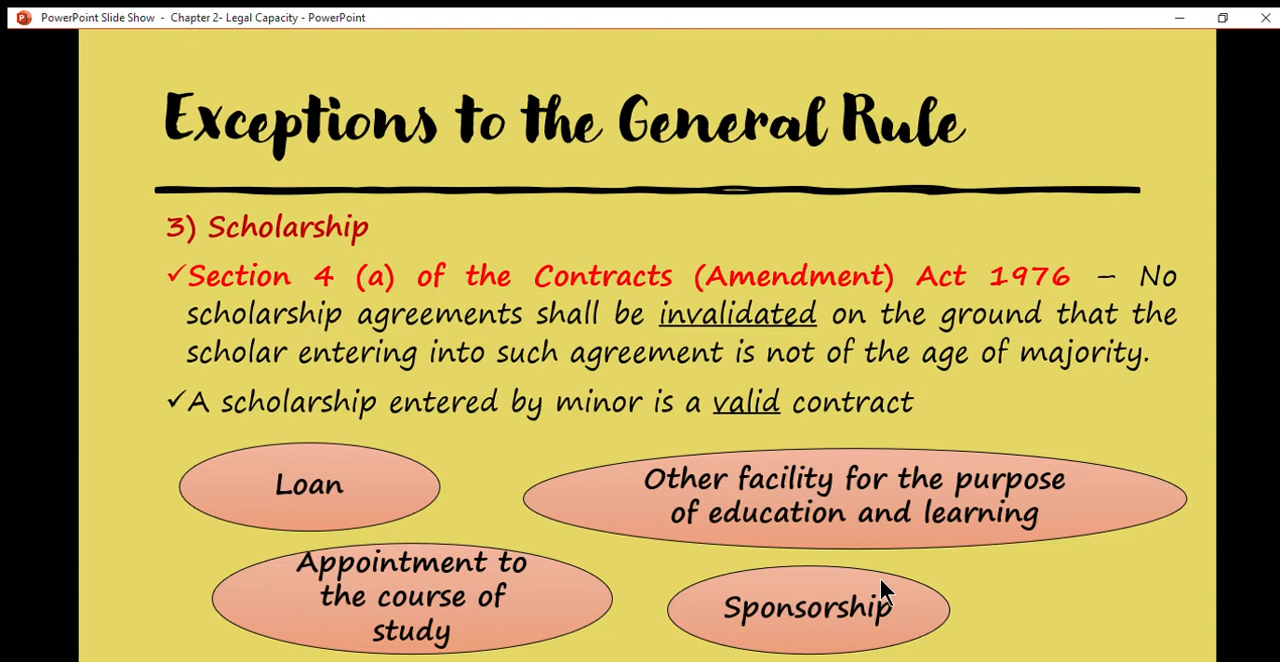 PowerPoint Slide Show - Chapter 2- Legal Capacity - PowerPoint
Exceptions to the General Rule
3) Scholarship
✓Section 4 (a) of the Contracts (Amendment) Act 1976 – No
scholarship agreements shall be invalidated on the ground that the
scholar entering into such agreement is not of the age of majority.
✓A scholarship entered by minor is a valid contract
Loan
Other facility for the purpose
of education and learning
Appointment to
the course of
study
Sponsorship